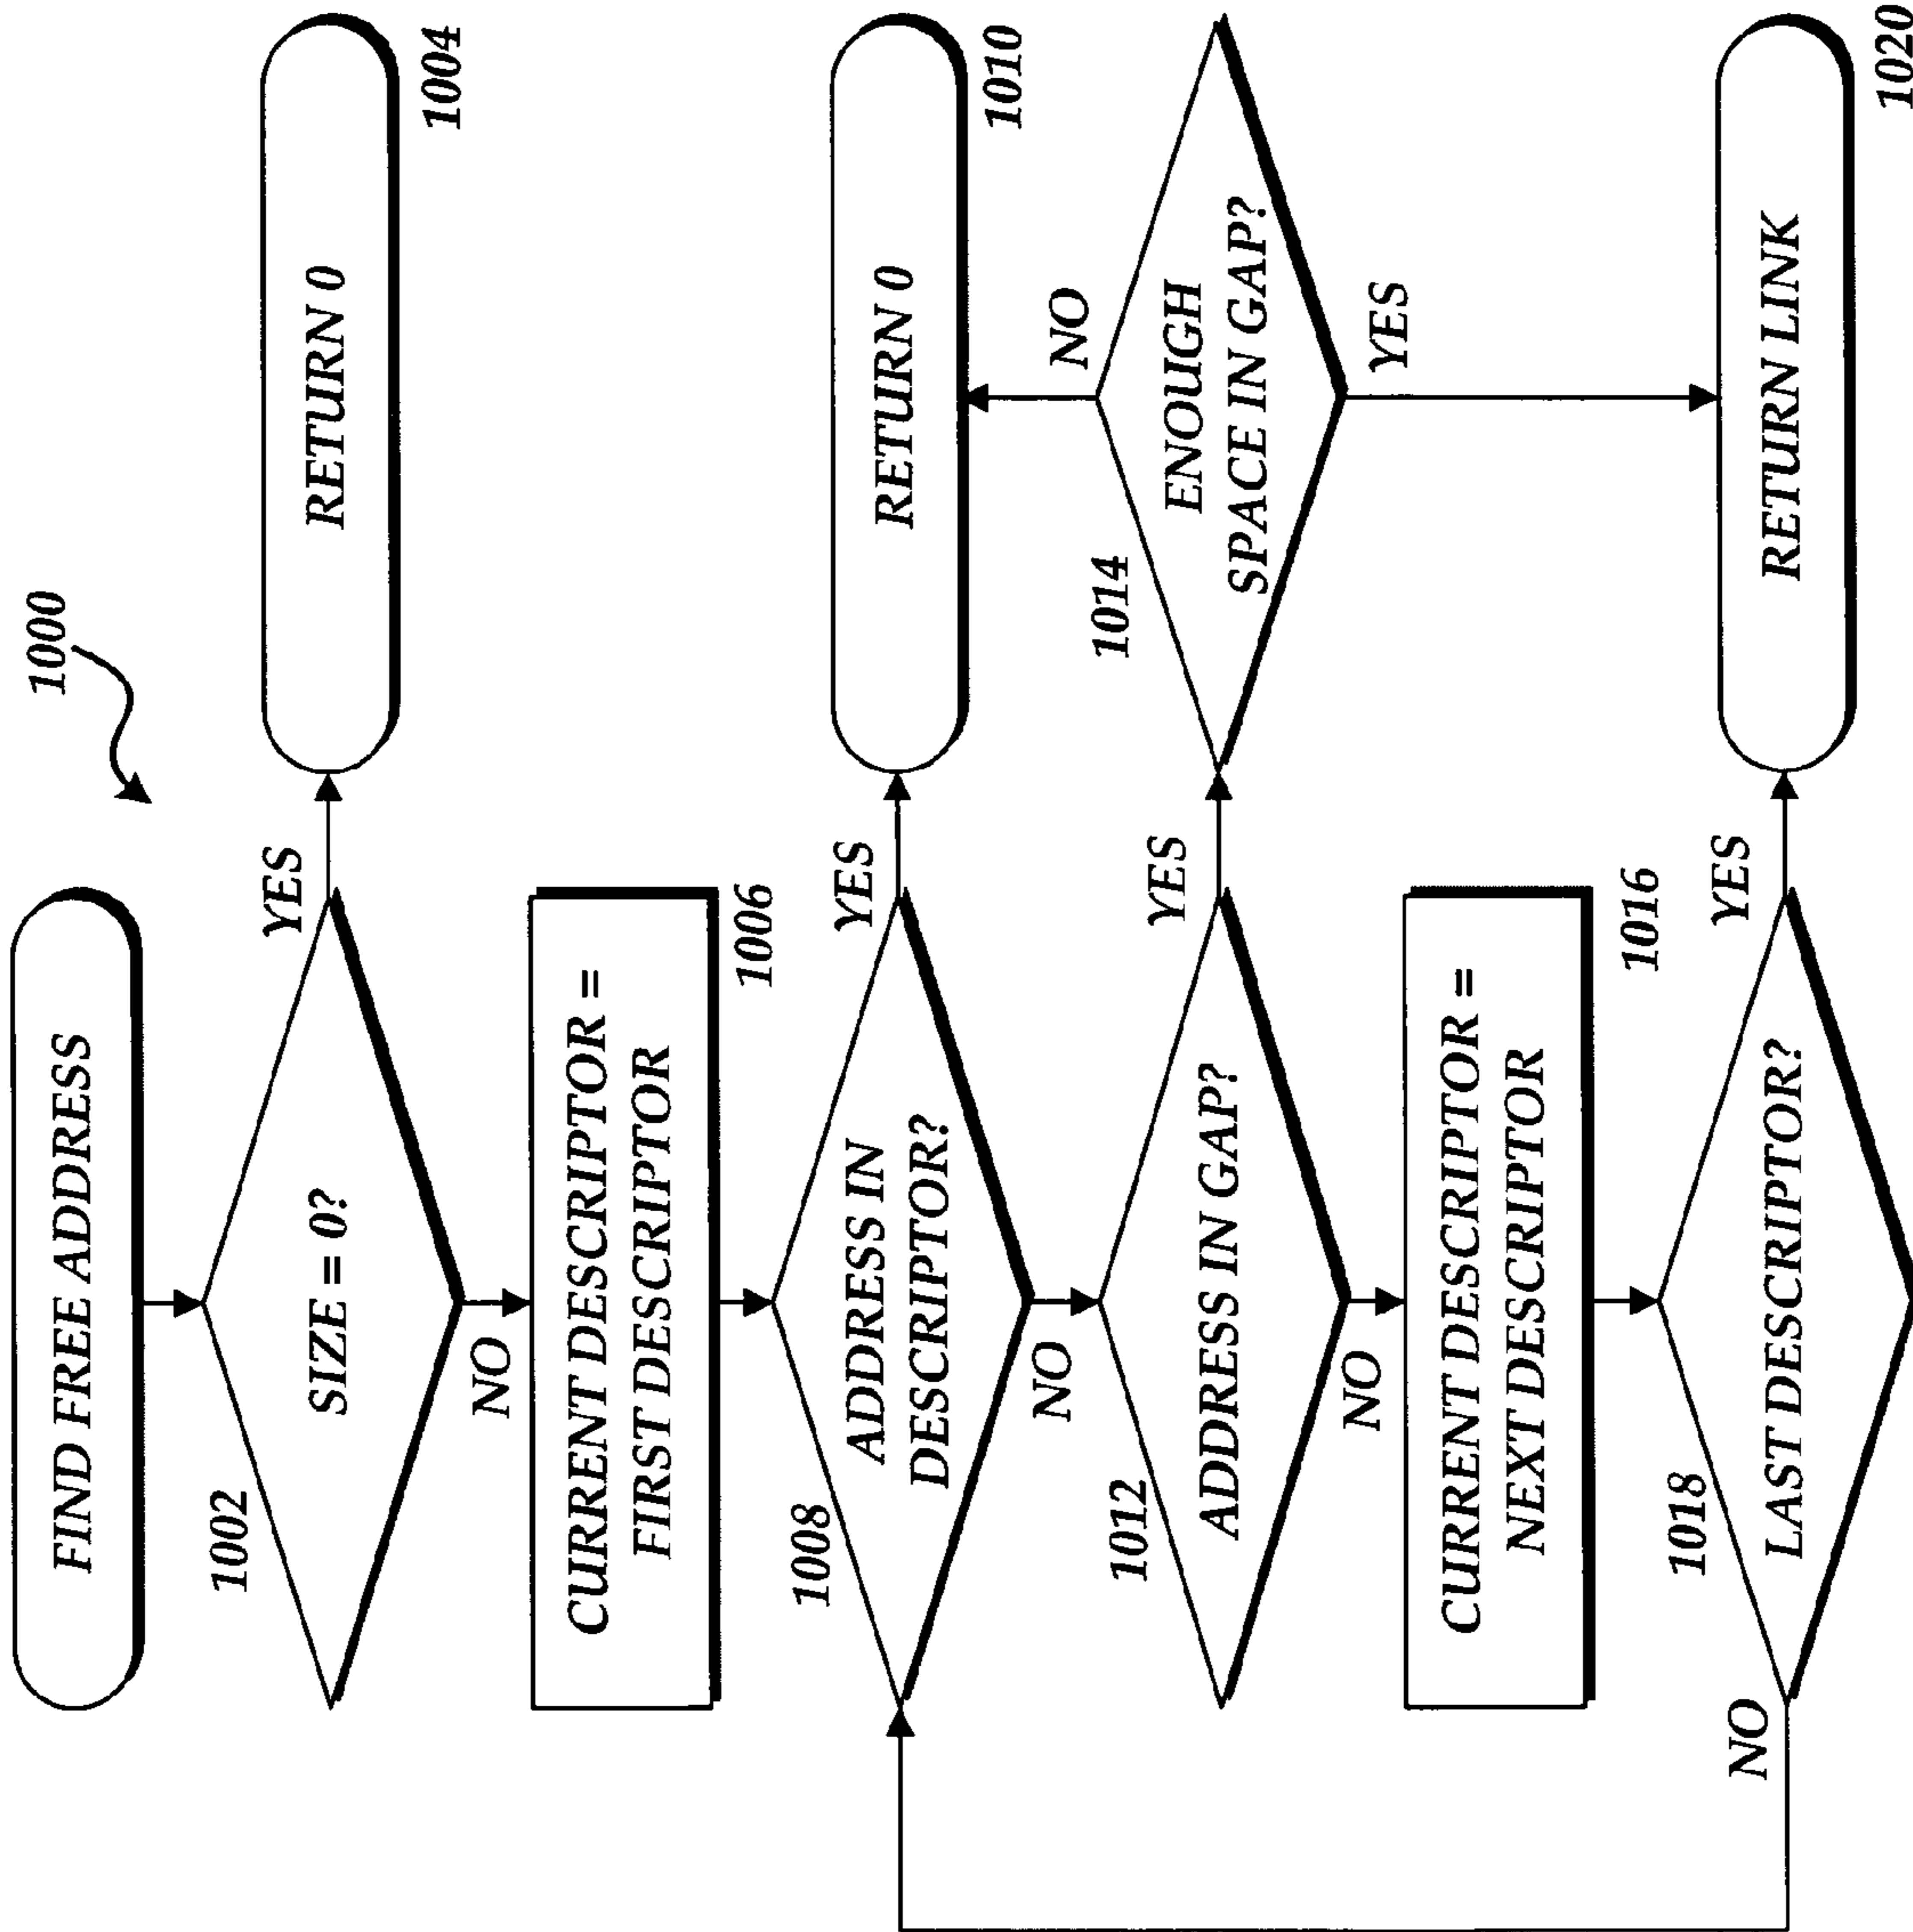 1000
FIND FREE ADDRESS
1002
SIZE = 0?
YES
RETURN 0
1004
NO
CURRENT DESCRIPTOR =
FIRST DESCRIPTOR
1006
1008
ADDRESS IN
DESCRIPTOR?
YES
RETURN 0
1010
NO
NO
1012
ADDRESS IN GAP?
YES
1014
ENOUGH
SPACE IN GAP?
YES
NO
CURRENT DESCRIPTOR =
NEXT DESCRIPTOR
1016
1018
LAST DESCRIPTOR?
YES
RETURN LINK
1020
NO